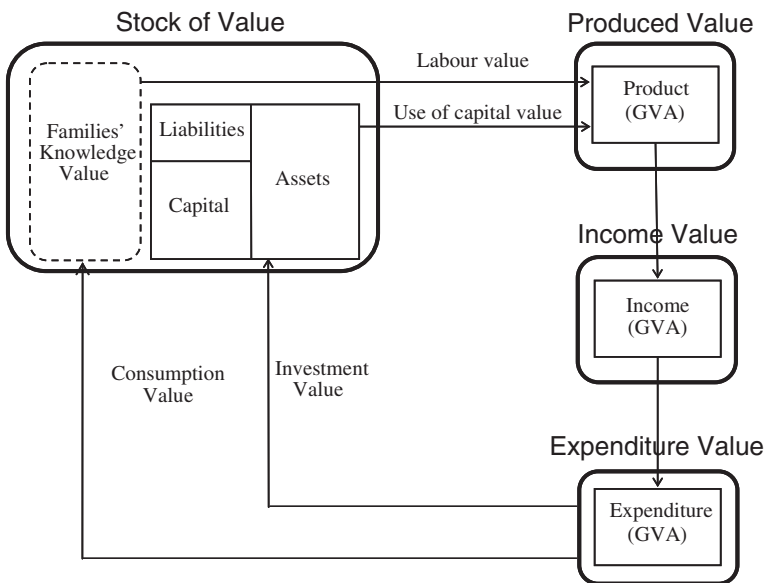 Stock of Value
Produced Value
Labour value
Product
(GVA)
Use of capital value
Families’
Knowledge
Value
Liabilities
Capital
Assets
Income Value
Income
(GVA)
Consumption
Value
Investment
Value
Expenditure Value
Expenditure
(GVA)